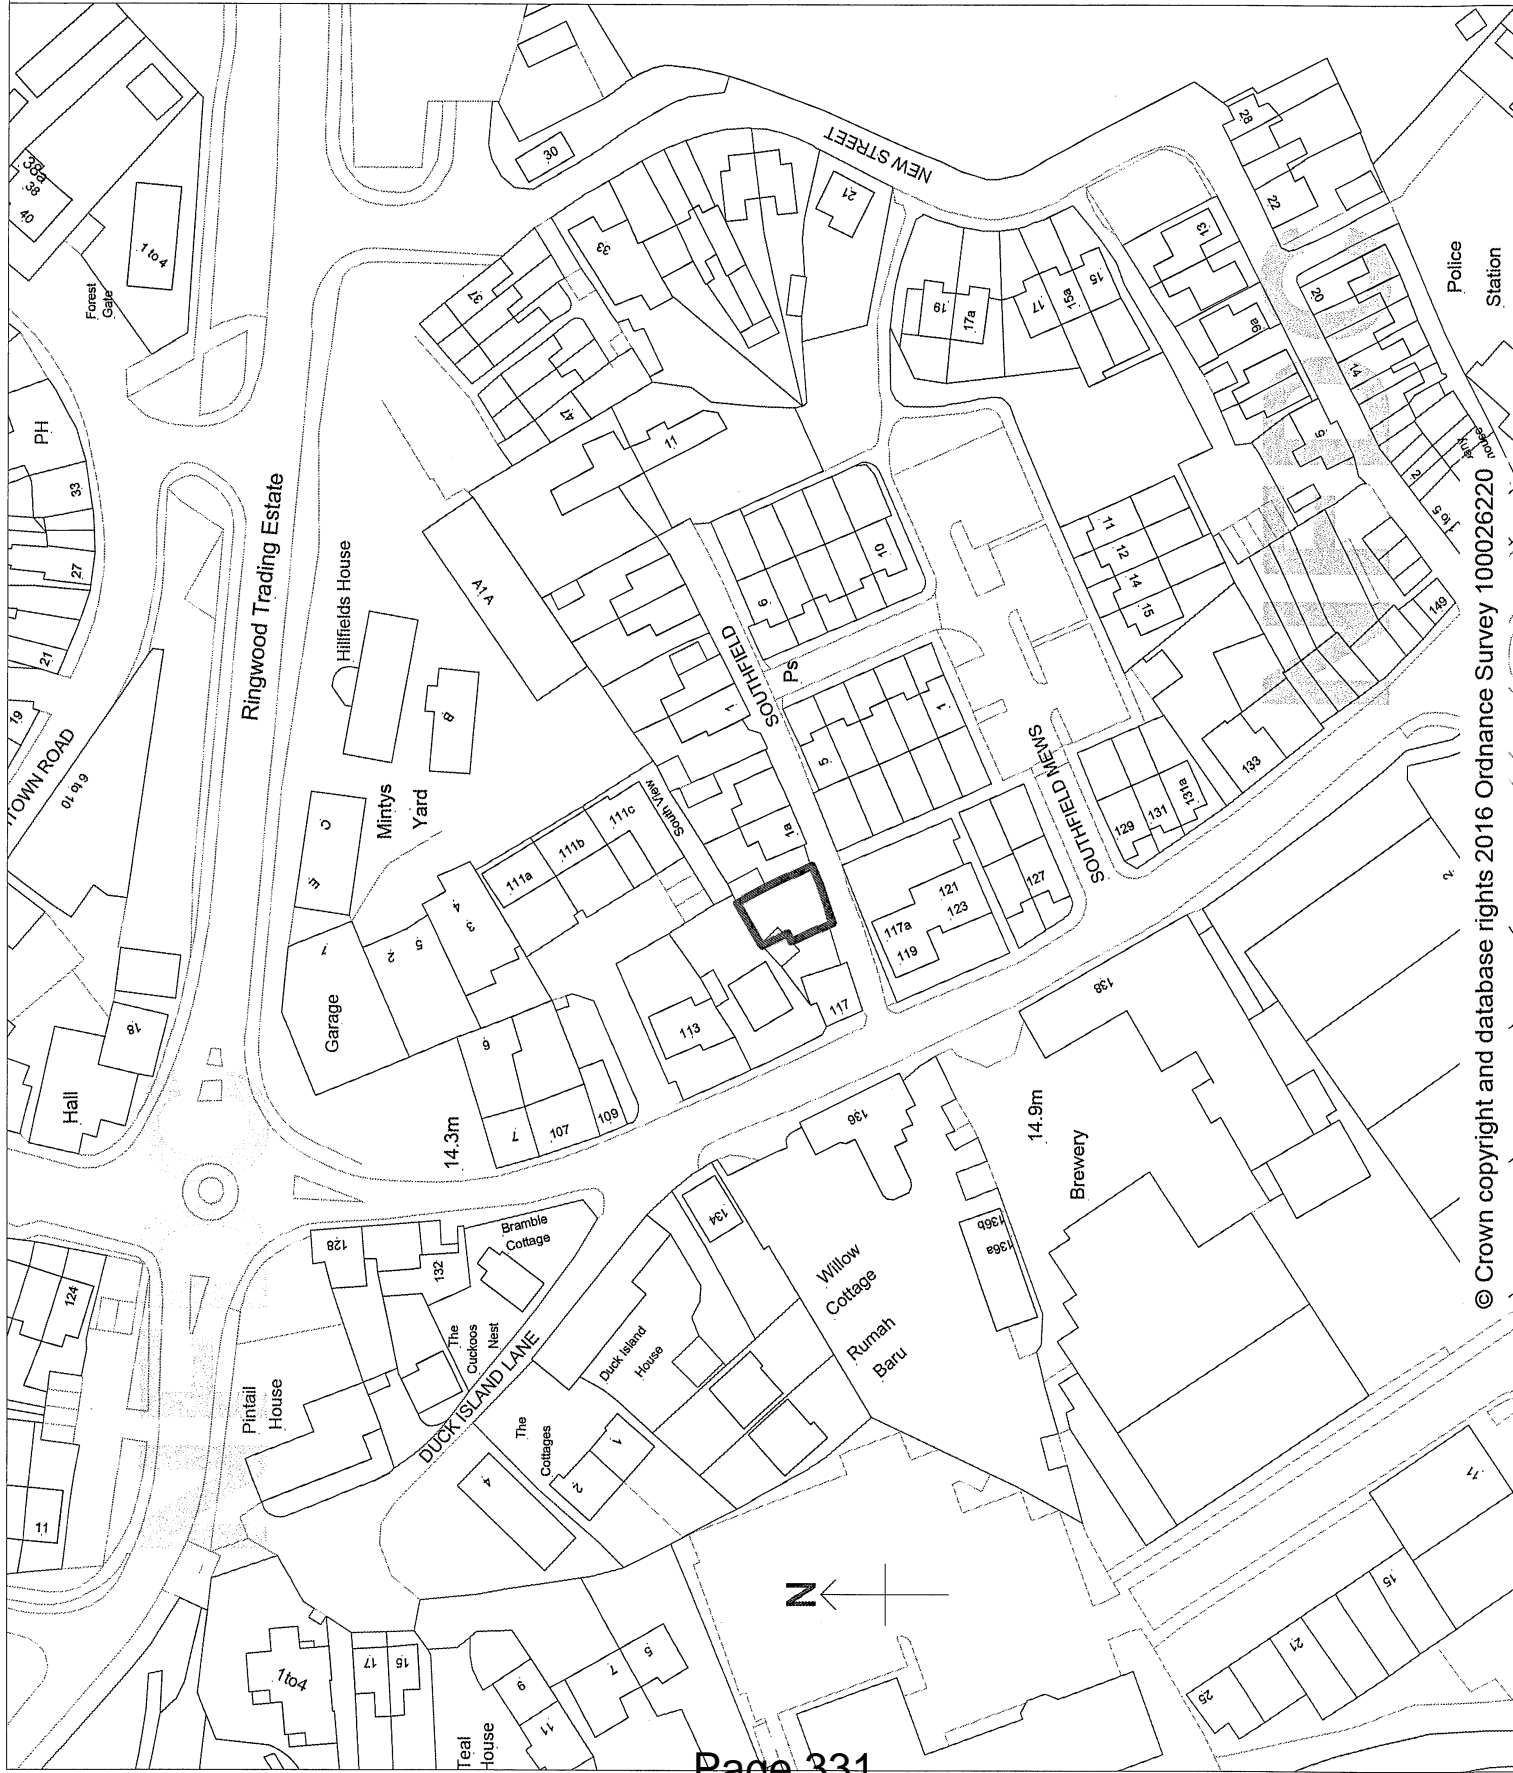 38a
38
40
1 to 4
Forest
Gate
PH
33
27
21
19
TOWN ROAD
6 to 10
Hall
18
124
11
Ringwood Trading Estate
Hillfields House
B
Mintys
Yard
C
E
1
Garage
2
5
3
4
111a
111b
111c
South View
A1 A
11
30
NEW STREET
33
37
47
21
19
17a
17
15a
15
13
9a
28
22
20
14
5
2
1 to 5
Police
Station
6
10
SOUTHFIELD
Ps
1
1a
5
1
11
12
14
15
149
SOUTHFIELD MEWS
133
131a
131
129
127
121
123
117a
119
117
113
6
7
107
109
14.3m
138
14.9m
Brewery
136
136b
136a
134
Willow
Cottage
Rumah
Baru
Bramble
Cottage
128
132
The
Cuckoos
Nest
DUCK ISLAND LANE
Duck Island
House
Pintail
House
The
Cottages
1
2
4
N
1 to 4
17
15
9
11
7
5
Teal
House
25
21
15
11
© Crown copyright and database rights 2016 Ordnance Survey 100026220
Page 331